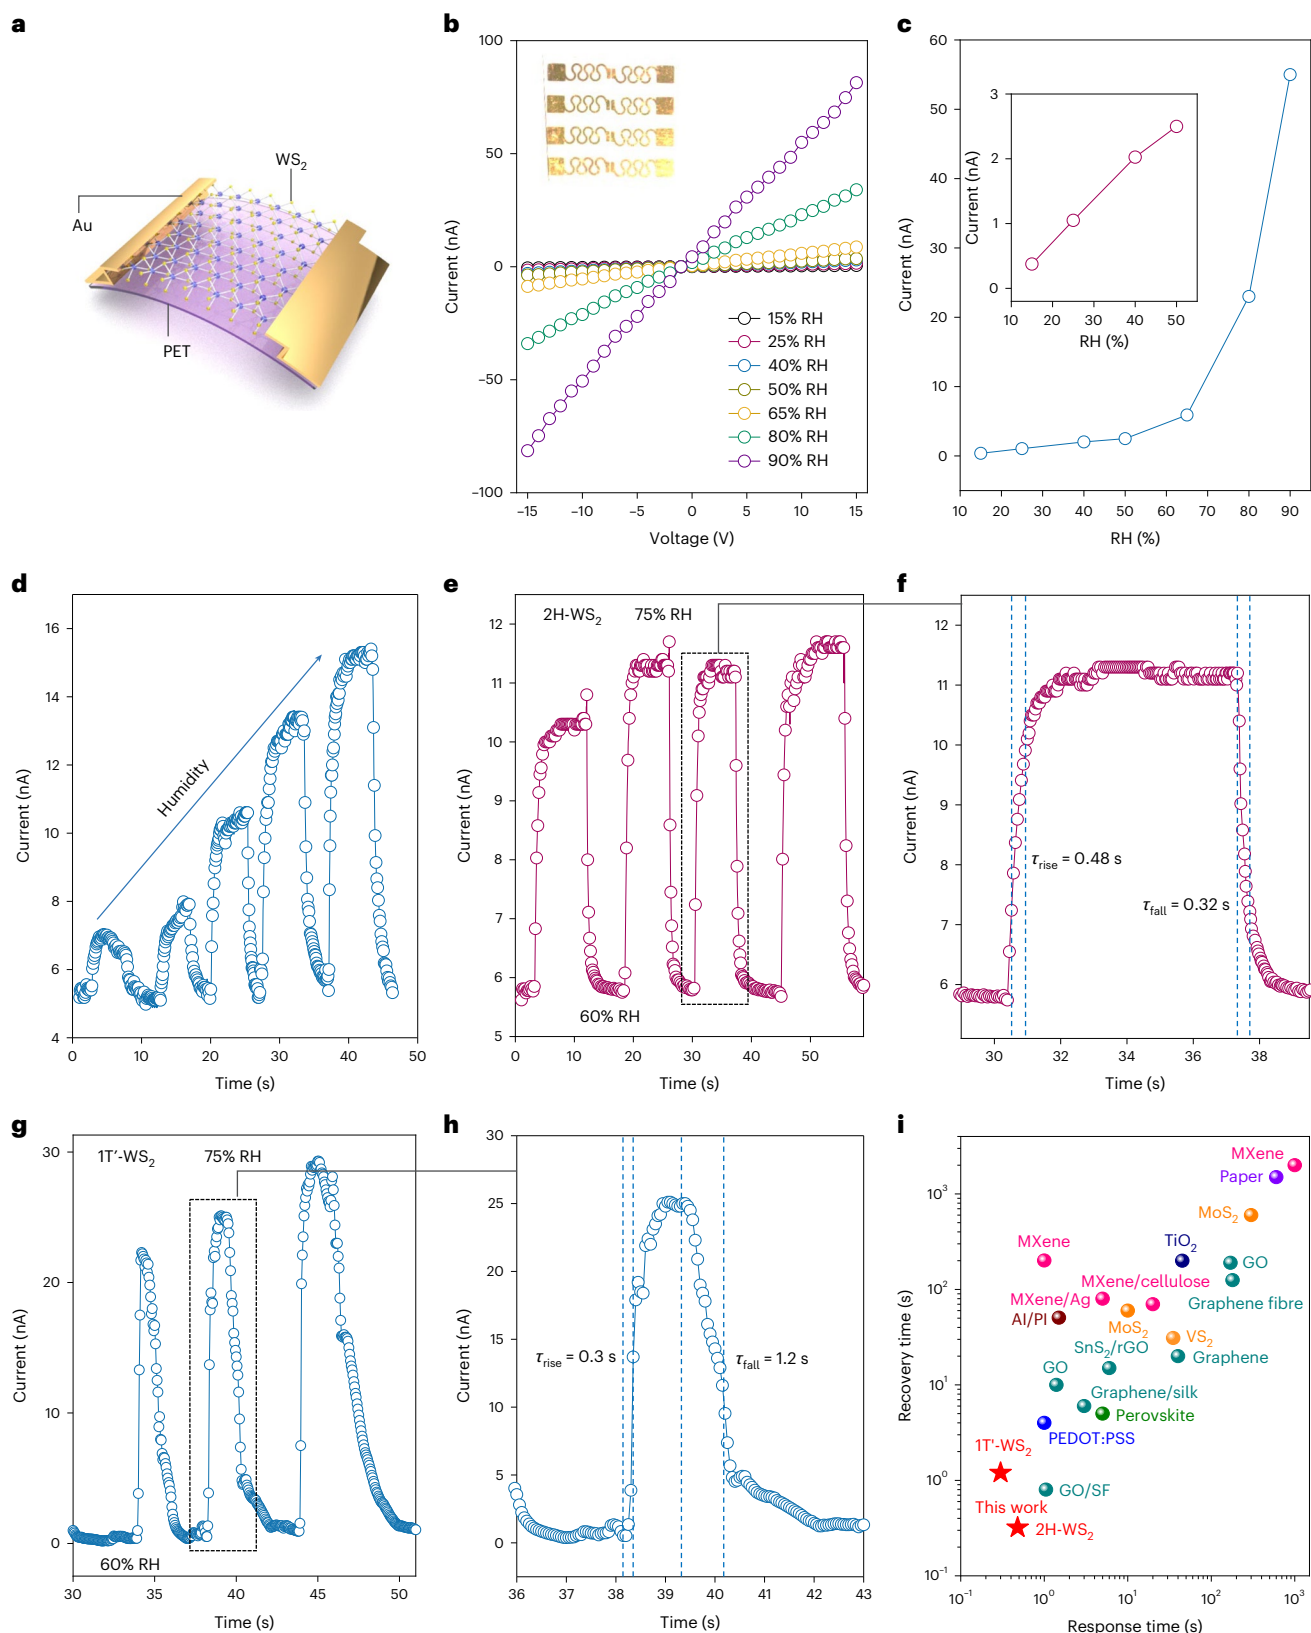 a
WS2
Au
PET
b
100
50
0
−50
−100
Current (nA)
−15
−10
−5
0
5
10
15
Voltage (V)
15% RH
25% RH
40% RH
50% RH
65% RH
80% RH
90% RH
c
60
50
40
30
20
10
0
Current (nA)
10 20 30 40 50 60 70 80 90
RH (%)
3
2
1
0
Current (nA)
10 20 30 40 50
RH (%)
d
16
14
12
10
8
6
4
Current (nA)
Humidity
0 10 20 30 40 50
Time (s)
e
2H-WS2 75% RH
12
11
10
9
8
7
6
5
Current (nA)
60% RH
0 10 20 30 40 50
Time (s)
f
12
11
10
9
8
7
6
Current (nA)
τrise = 0.48 s
τfall = 0.32 s
30 32 34 36 38
Time (s)
g
1T′-WS2 75% RH
30
20
10
0
Current (nA)
60% RH
30 35 40 45 50
Time (s)
h
30
25
20
15
10
5
0
Current (nA)
τrise = 0.3 s
τfall = 1.2 s
36 37 38 39 40 41 42 43
Time (s)
i
MXene
Paper
MoS2
TiO2
MXene
GO
MXene/cellulose
Graphene fibre
MXene/Ag
AI/PI
MoS2
VS2
SnS2/rGO
Graphene
GO
Graphene/silk
Perovskite
PEDOT:PSS
1T'-WS2
GO/SF
This work
2H-WS2
10³
10²
10¹
10⁰
10⁻¹
Recovery time (s)
10⁻¹ 10⁰ 10¹ 10² 10³
Response time (s)